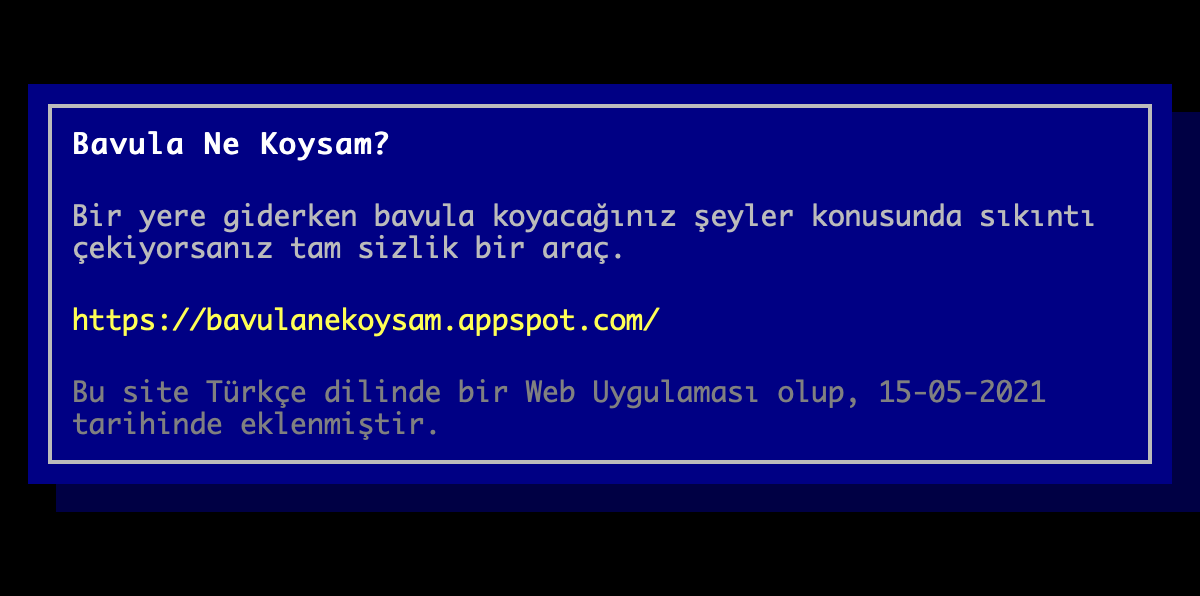 Bavula Ne Koysam?
Bir yere giderken bavula koyacağınız şeyler konusunda sıkıntı
çekiyorsanız tam sizlik bir araç.
https://bavulanekoysam.appspot.com/
Bu site Türkçe dilinde bir Web Uygulaması olup, 15-05-2021
tarihinde eklenmiştir.